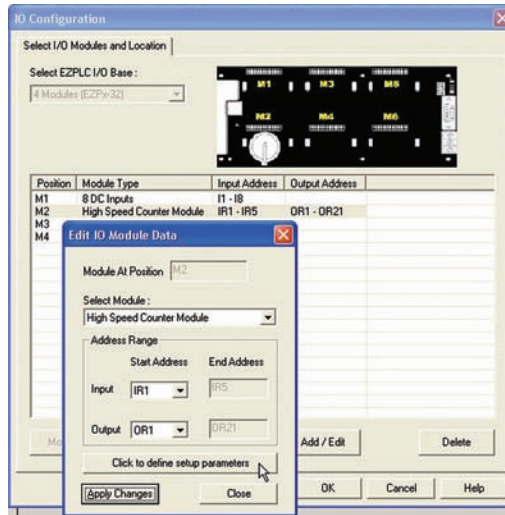 IO Configuration
Select I/O Modules and Location
Select EZPLC I/O Base :
4 Modules (EZPx-32)
M1 M3 M5
M2 M4 M6
Position Module Type Input Address Output Address
M1 8 DC Inputs I1 - I8
M2 High Speed Counter Module IR1 - IR5 OR1 - OR21
M3
M4
Edit IO Module Data
Module At Position M2
Select Module :
High Speed Counter Module
Address Range
Start Address End Address
Input IR1 IR5
Output OR1 OR21
Click to define setup parameters
Apply Changes Close
Add / Edit Delete
OK Cancel Help